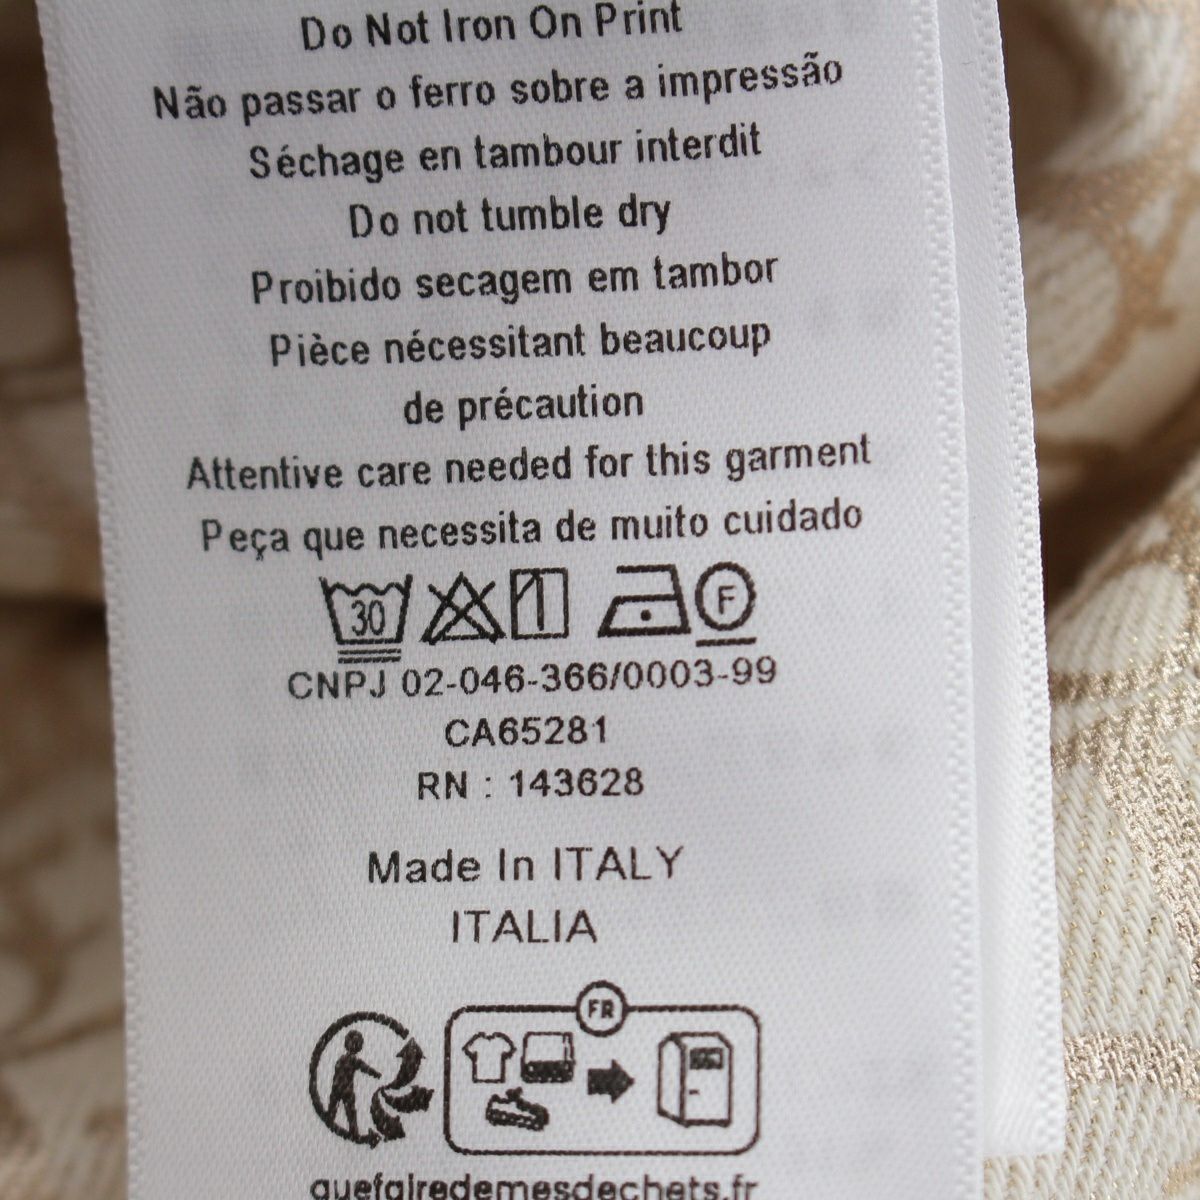 Do Not Iron On Print
Não passar o ferro sobre a impressão
Séchage en tambour interdit
Do not tumble dry
Proibido secagem em tambor
Pièce nécessitant beaucoup
de précaution
Attentive care needed for this garment
Peça que necessita de muito cuidado
30 F
CNPJ 02-046-366/0003-99
CA65281
RN : 143628
Made In ITALY
ITALIA
FR
quefairedemesdechets.fr